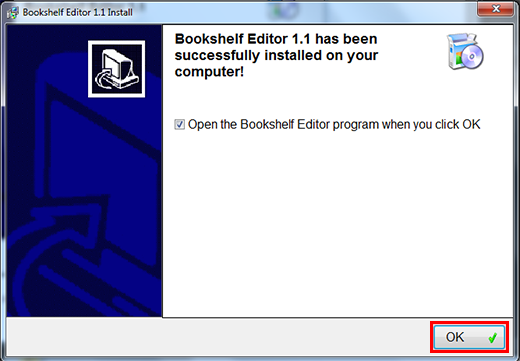 Bookshelf Editor 1.1 Install
Bookshelf Editor 1.1 has been
successfully installed on your
computer!
Open the Bookshelf Editor program when you click OK
OK